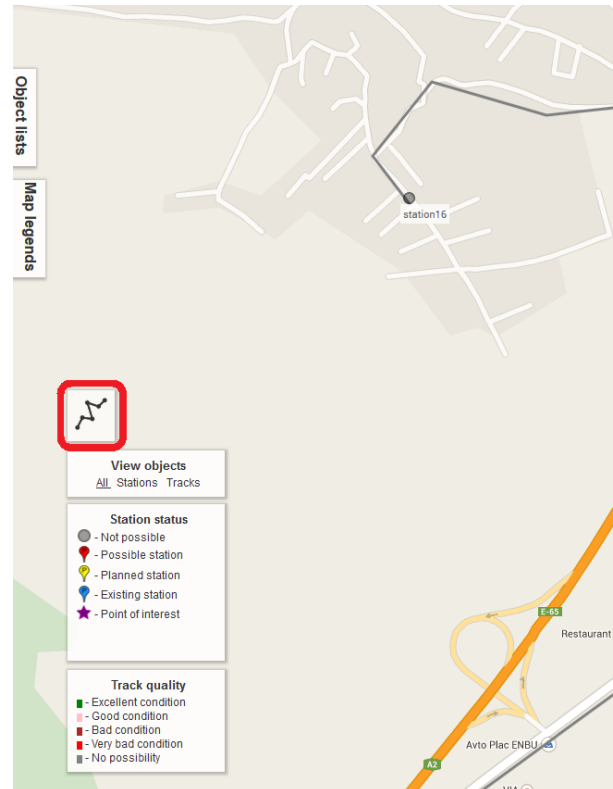 Object lists
Map legends
station16
View objects
All Stations Tracks
Station status
- Not possible
- Possible station
- Planned station
- Existing station
- Point of interest
E-65
Restaurant
Track quality
- Excellent condition
- Good condition
- Bad condition
- Very bad condition
- No possibility
Avto Plac ENBU
A2
VIA